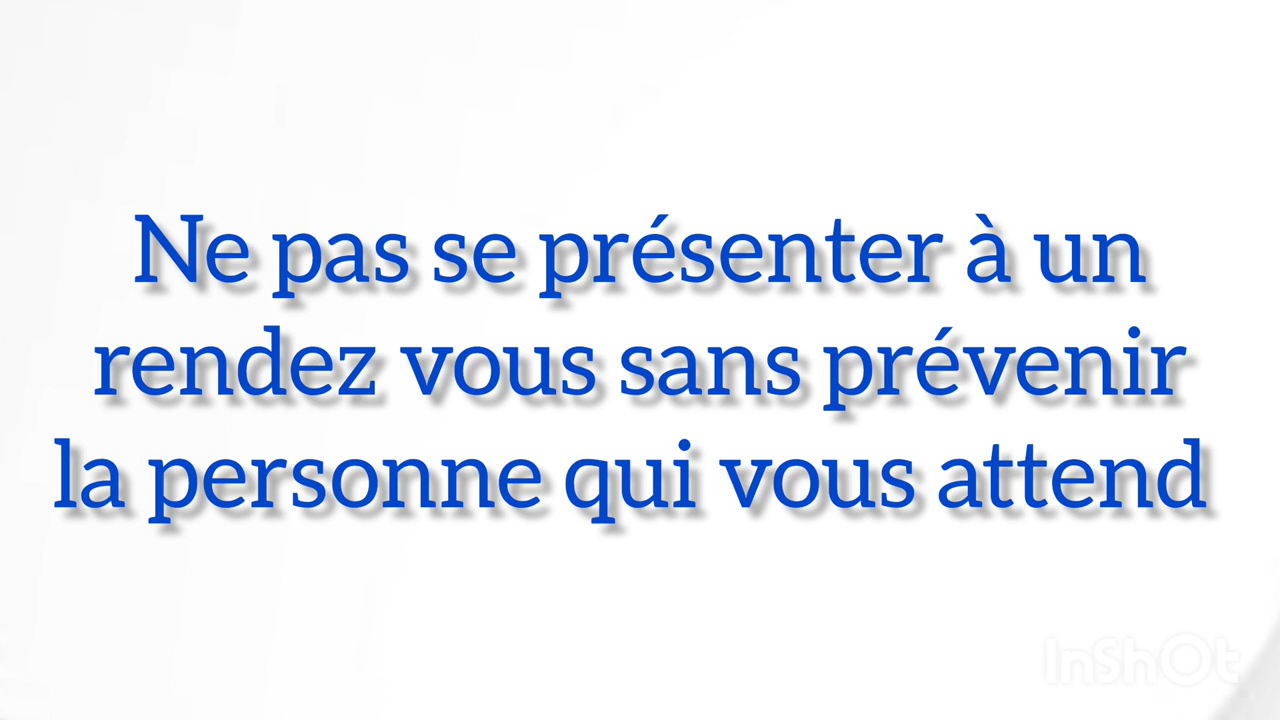 Ne pas se présenter à un
rendez vous sans prévenir
la personne qui vous attend
InShOt